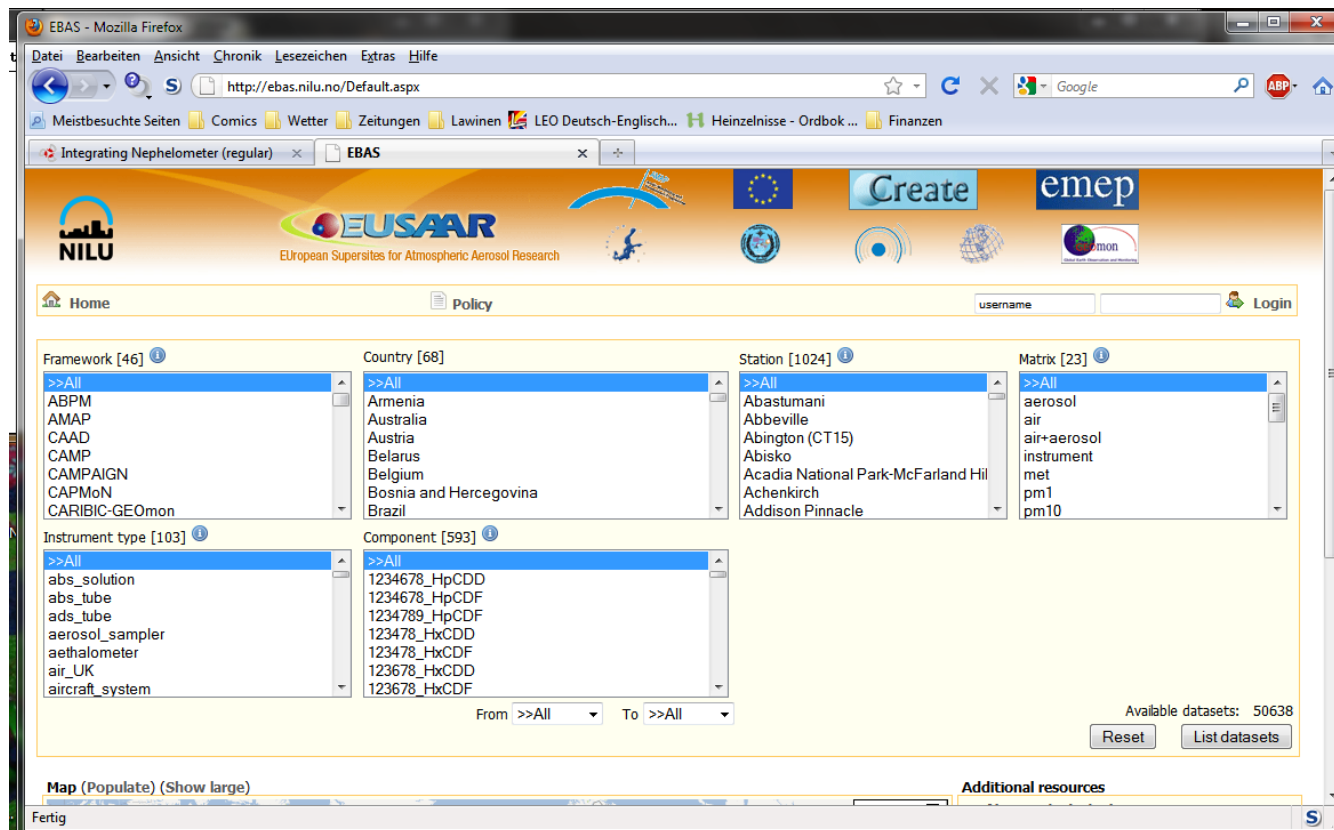 EBAS - Mozilla Firefox
Datei Bearbeiten Ansicht Chronik Lesezeichen Extras Hilfe
S http://ebas.nilu.no/Default.aspx Google ABP
Meistbesuchte Seiten Comics Wetter Zeitungen Lawinen LEO Deutsch-Englisch... Heinzelnisse - Ordbok ... Finanzen
Integrating Nephelometer (regular) EBAS
NILU
EUSAAR
EUropean Supersites for Atmospheric Aerosol Research
Create
emep
Home Policy username Login
Framework [46]
>>All
ABPM
AMAP
CAAD
CAMP
CAMPAIGN
CAPMoN
CARIBIC-GEOmon
Country [68]
>>All
Armenia
Australia
Austria
Belarus
Belgium
Bosnia and Hercegovina
Brazil
Station [1024]
>>All
Abastumani
Abbeville
Abington (CT15)
Abisko
Acadia National Park-McFarland Hil
Achenkirch
Addison Pinnacle
Matrix [23]
>>All
aerosol
air
air+aerosol
instrument
met
pm1
pm10
Instrument type [103]
>>All
abs_solution
abs_tube
ads_tube
aerosol_sampler
aethalometer
air_UK
aircraft_system
Component [593]
>>All
1234678_HpCDD
1234678_HpCDF
1234789_HpCDF
123478_HxCDD
123478_HxCDF
123678_HxCDD
123678_HxCDF
From >>All To >>All
Available datasets: 50638
Reset List datasets
Map (Populate) (Show large)
Additional resources
Fertig
S